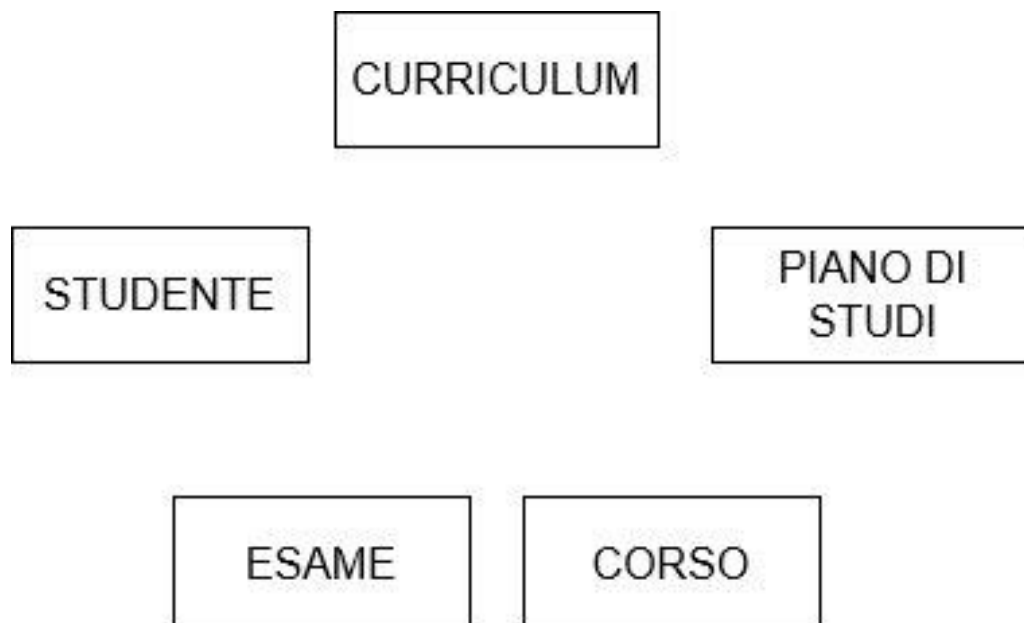 CURRICULUM
STUDENTE
PIANO DI
STUDI
ESAME
CORSO